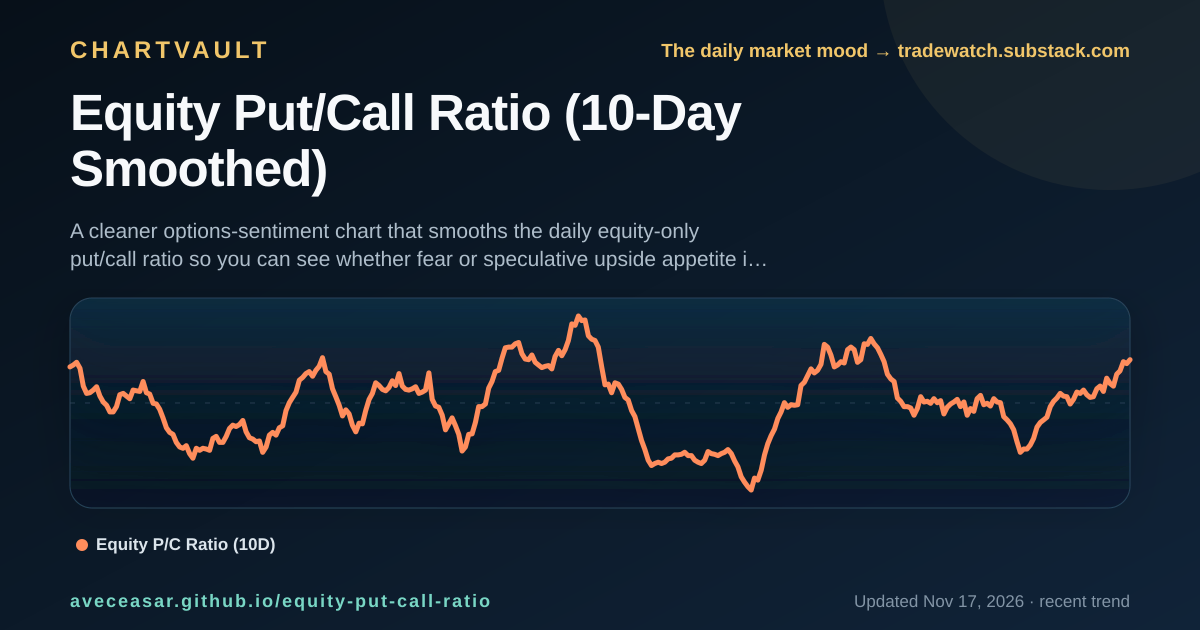 CHARTVAULT
The daily market mood → tradewatch.substack.com
Equity Put/Call Ratio (10-Day
Smoothed)
A cleaner options-sentiment chart that smooths the daily equity-only
put/call ratio so you can see whether fear or speculative upside appetite i…
Equity P/C Ratio (10D)
aveceasar.github.io/equity-put-call-ratio
Updated Nov 17, 2026 · recent trend